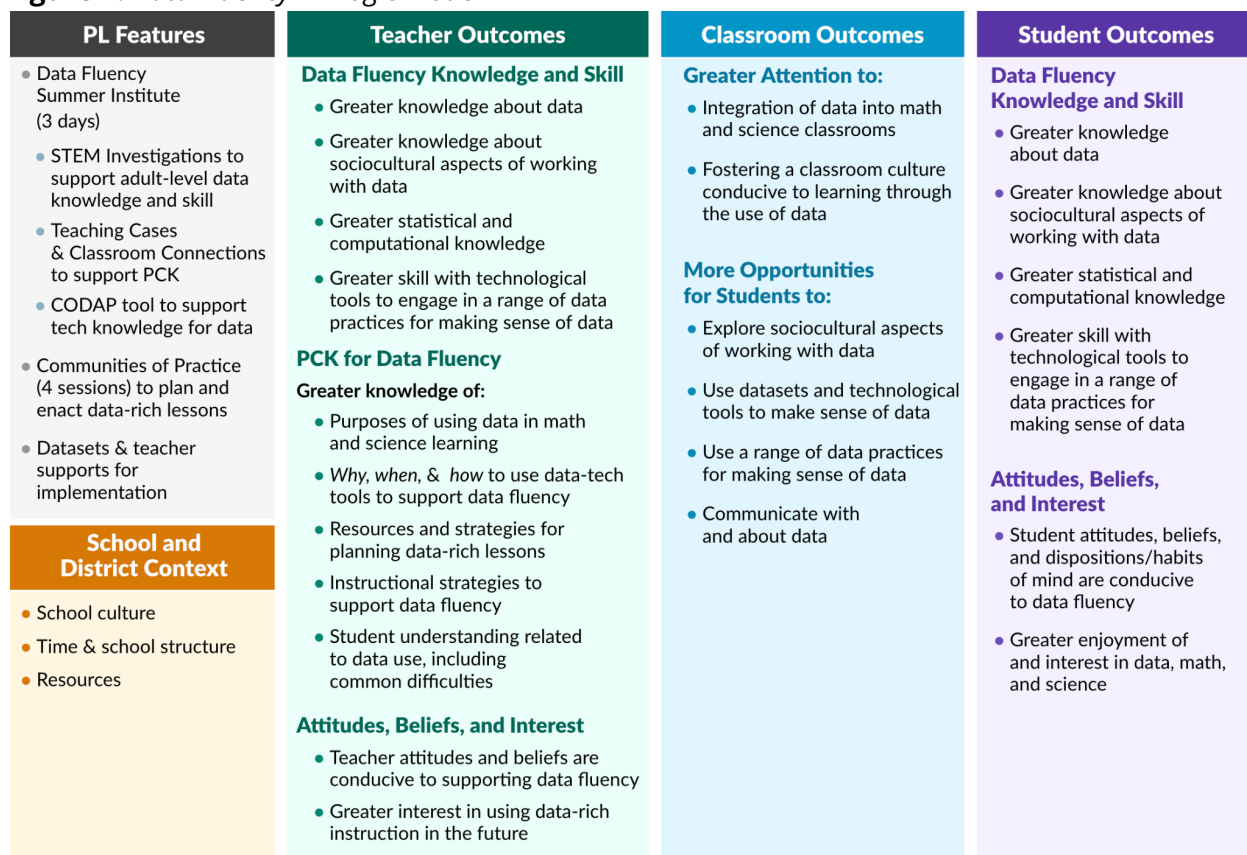 PL Features
Data Fluency
Summer Institute
(3 days)
STEM Investigations to
support adult-level data
knowledge and skill
Teaching Cases
& Classroom Connections
to support PCK
CODAP tool to support
tech knowledge for data
Communities of Practice
(4 sessions) to plan and
enact data-rich lessons
Datasets & teacher
supports for
implementation
School and
District Context
School culture
Time & school structure
Resources
Teacher Outcomes
Data Fluency Knowledge and Skill
Greater knowledge about data
Greater knowledge about
sociocultural aspects of working
with data
Greater statistical and
computational knowledge
Greater skill with technological
tools to engage in a range of data
practices for making sense of data
PCK for Data Fluency
Greater knowledge of:
Purposes of using data in math
and science learning
Why, when, & how to use data-tech
tools to support data fluency
Resources and strategies for
planning data-rich lessons
Instructional strategies to
support data fluency
Student understanding related
to data use, including
common difficulties
Attitudes, Beliefs, and Interest
Teacher attitudes and beliefs are
conducive to supporting data fluency
Greater interest in using data-rich
instruction in the future
Classroom Outcomes
Greater Attention to:
Integration of data into math
and science classrooms
Fostering a classroom culture
conducive to learning through
the use of data
More Opportunities
for Students to:
Explore sociocultural aspects
of working with data
Use datasets and technological
tools to make sense of data
Use a range of data practices
for making sense of data
Communicate with
and about data
Student Outcomes
Data Fluency
Knowledge and Skill
Greater knowledge
about data
Greater knowledge about
sociocultural aspects of
working with data
Greater statistical and
computational knowledge
Greater skill with
technological tools to
engage in a range of
data practices for
making sense of data
Attitudes, Beliefs,
and Interest
Student attitudes, beliefs,
and dispositions/habits
of mind are conducive
to data fluency
Greater enjoyment of
and interest in data, math,
and science